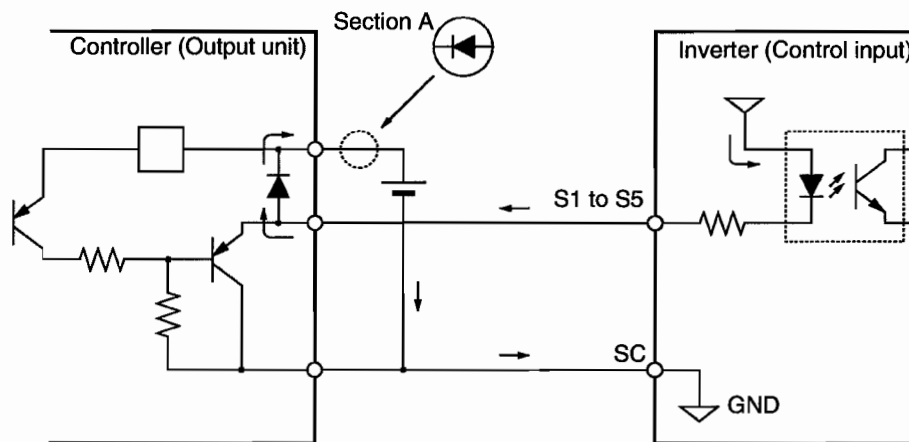 Section A
Controller (Output unit)
Inverter (Control input)
S1 to S5
SC
GND